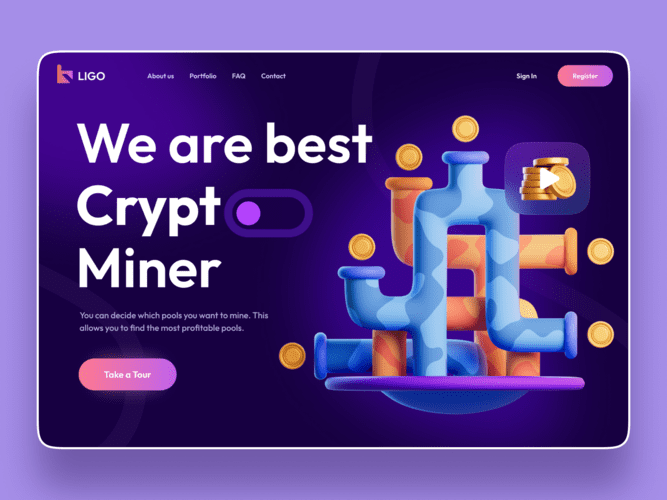 LIGO
About us
Portfolio
FAQ
Contact
Sign In
Register
We are best
Crypt
Miner
You can decide which pools you want to mine. This
allows you to find the most profitable pools.
Take a Tour